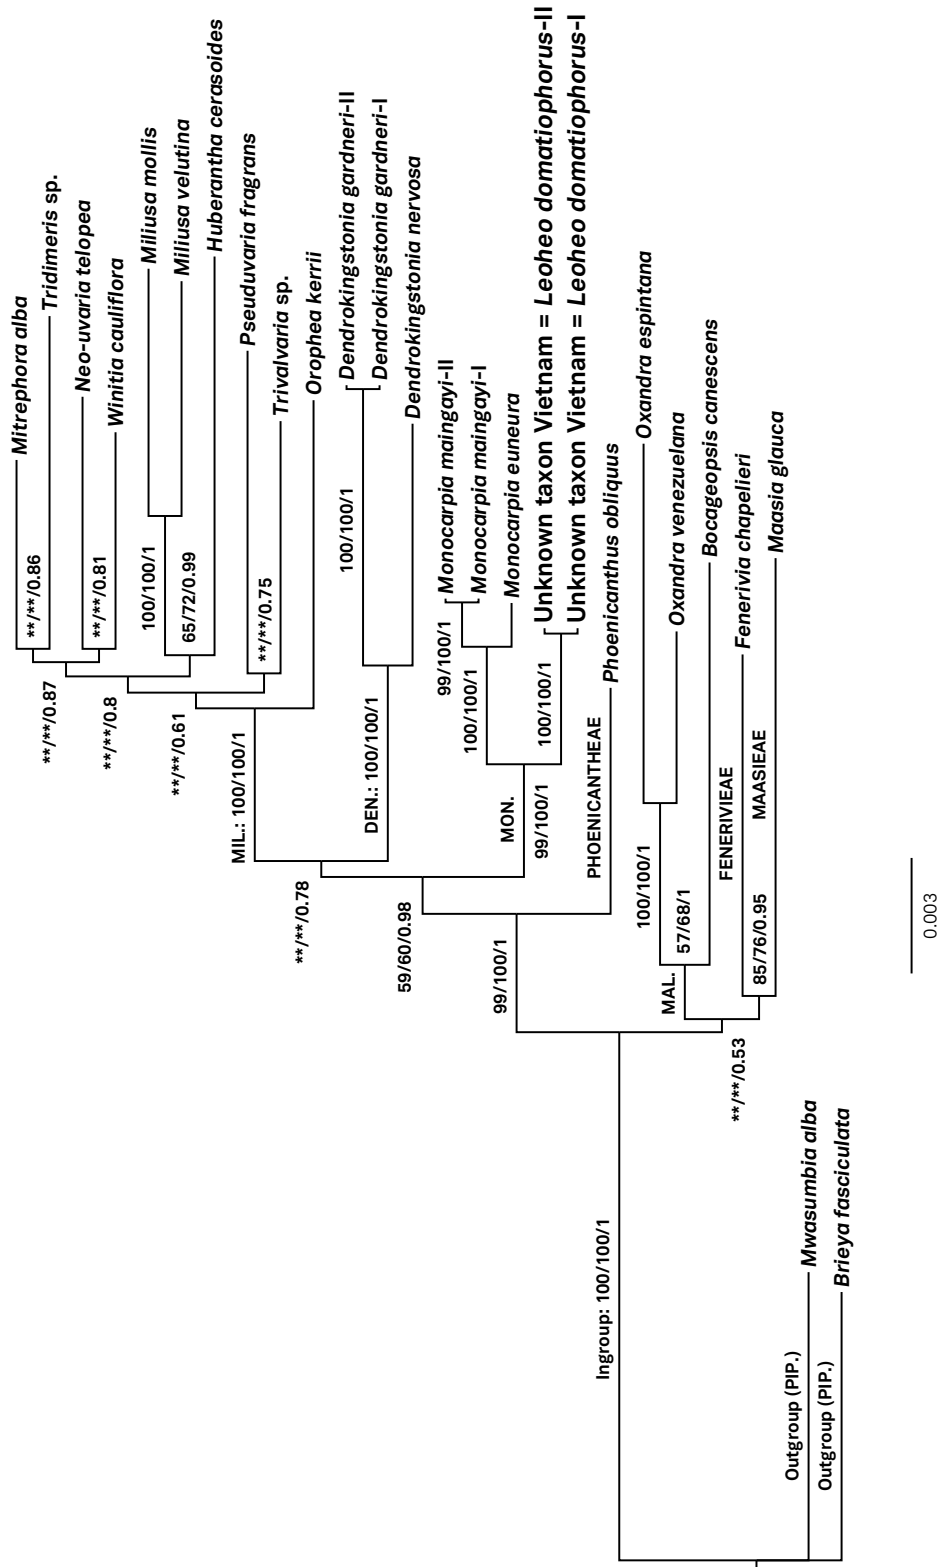 Mitrephora alba
**/**/0.86
Tridimeris sp.
**/**/0.87
Neo-uvaria telopea
**/**/0.81
Winitia cauliflora
**/**/0.8
Miliusa mollis
100/100/1
Miliusa velutina
65/72/0.99
Huberantha cerasoides
**/**/0.61
Pseuduvaria fragrans
**/**/0.75
Trivalvaria sp.
Orophea kerrii
MIL.: 100/100/1
Dendrokingstonia gardneri-II
100/100/1
Dendrokingstonia gardneri-I
DEN.: 100/100/1
Dendrokingstonia nervosa
**/**/0.78
59/60/0.98
Monocarpia maingayi-II
99/100/1
Monocarpia maingayi-I
100/100/1
Monocarpia euneura
MON.
99/100/1
Unknown taxon Vietnam = Leoheo domatiophorus-II
100/100/1
Unknown taxon Vietnam = Leoheo domatiophorus-I
99/100/1
PHOENICANTHEAE
Phoenicanthus obliquus
Ingroup: 100/100/1
Oxandra espintana
100/100/1
Oxandra venezuelana
MAL.
57/68/1
Bocageopsis canescens
**/**/0.53
FENERIVIEAE
Fenerivia chapelieri
85/76/0.95
MAASIEAE
Maasia glauca
Outgroup (PIP.)
Mwasumbia alba
Outgroup (PIP.)
Brieya fasciculata
0.003